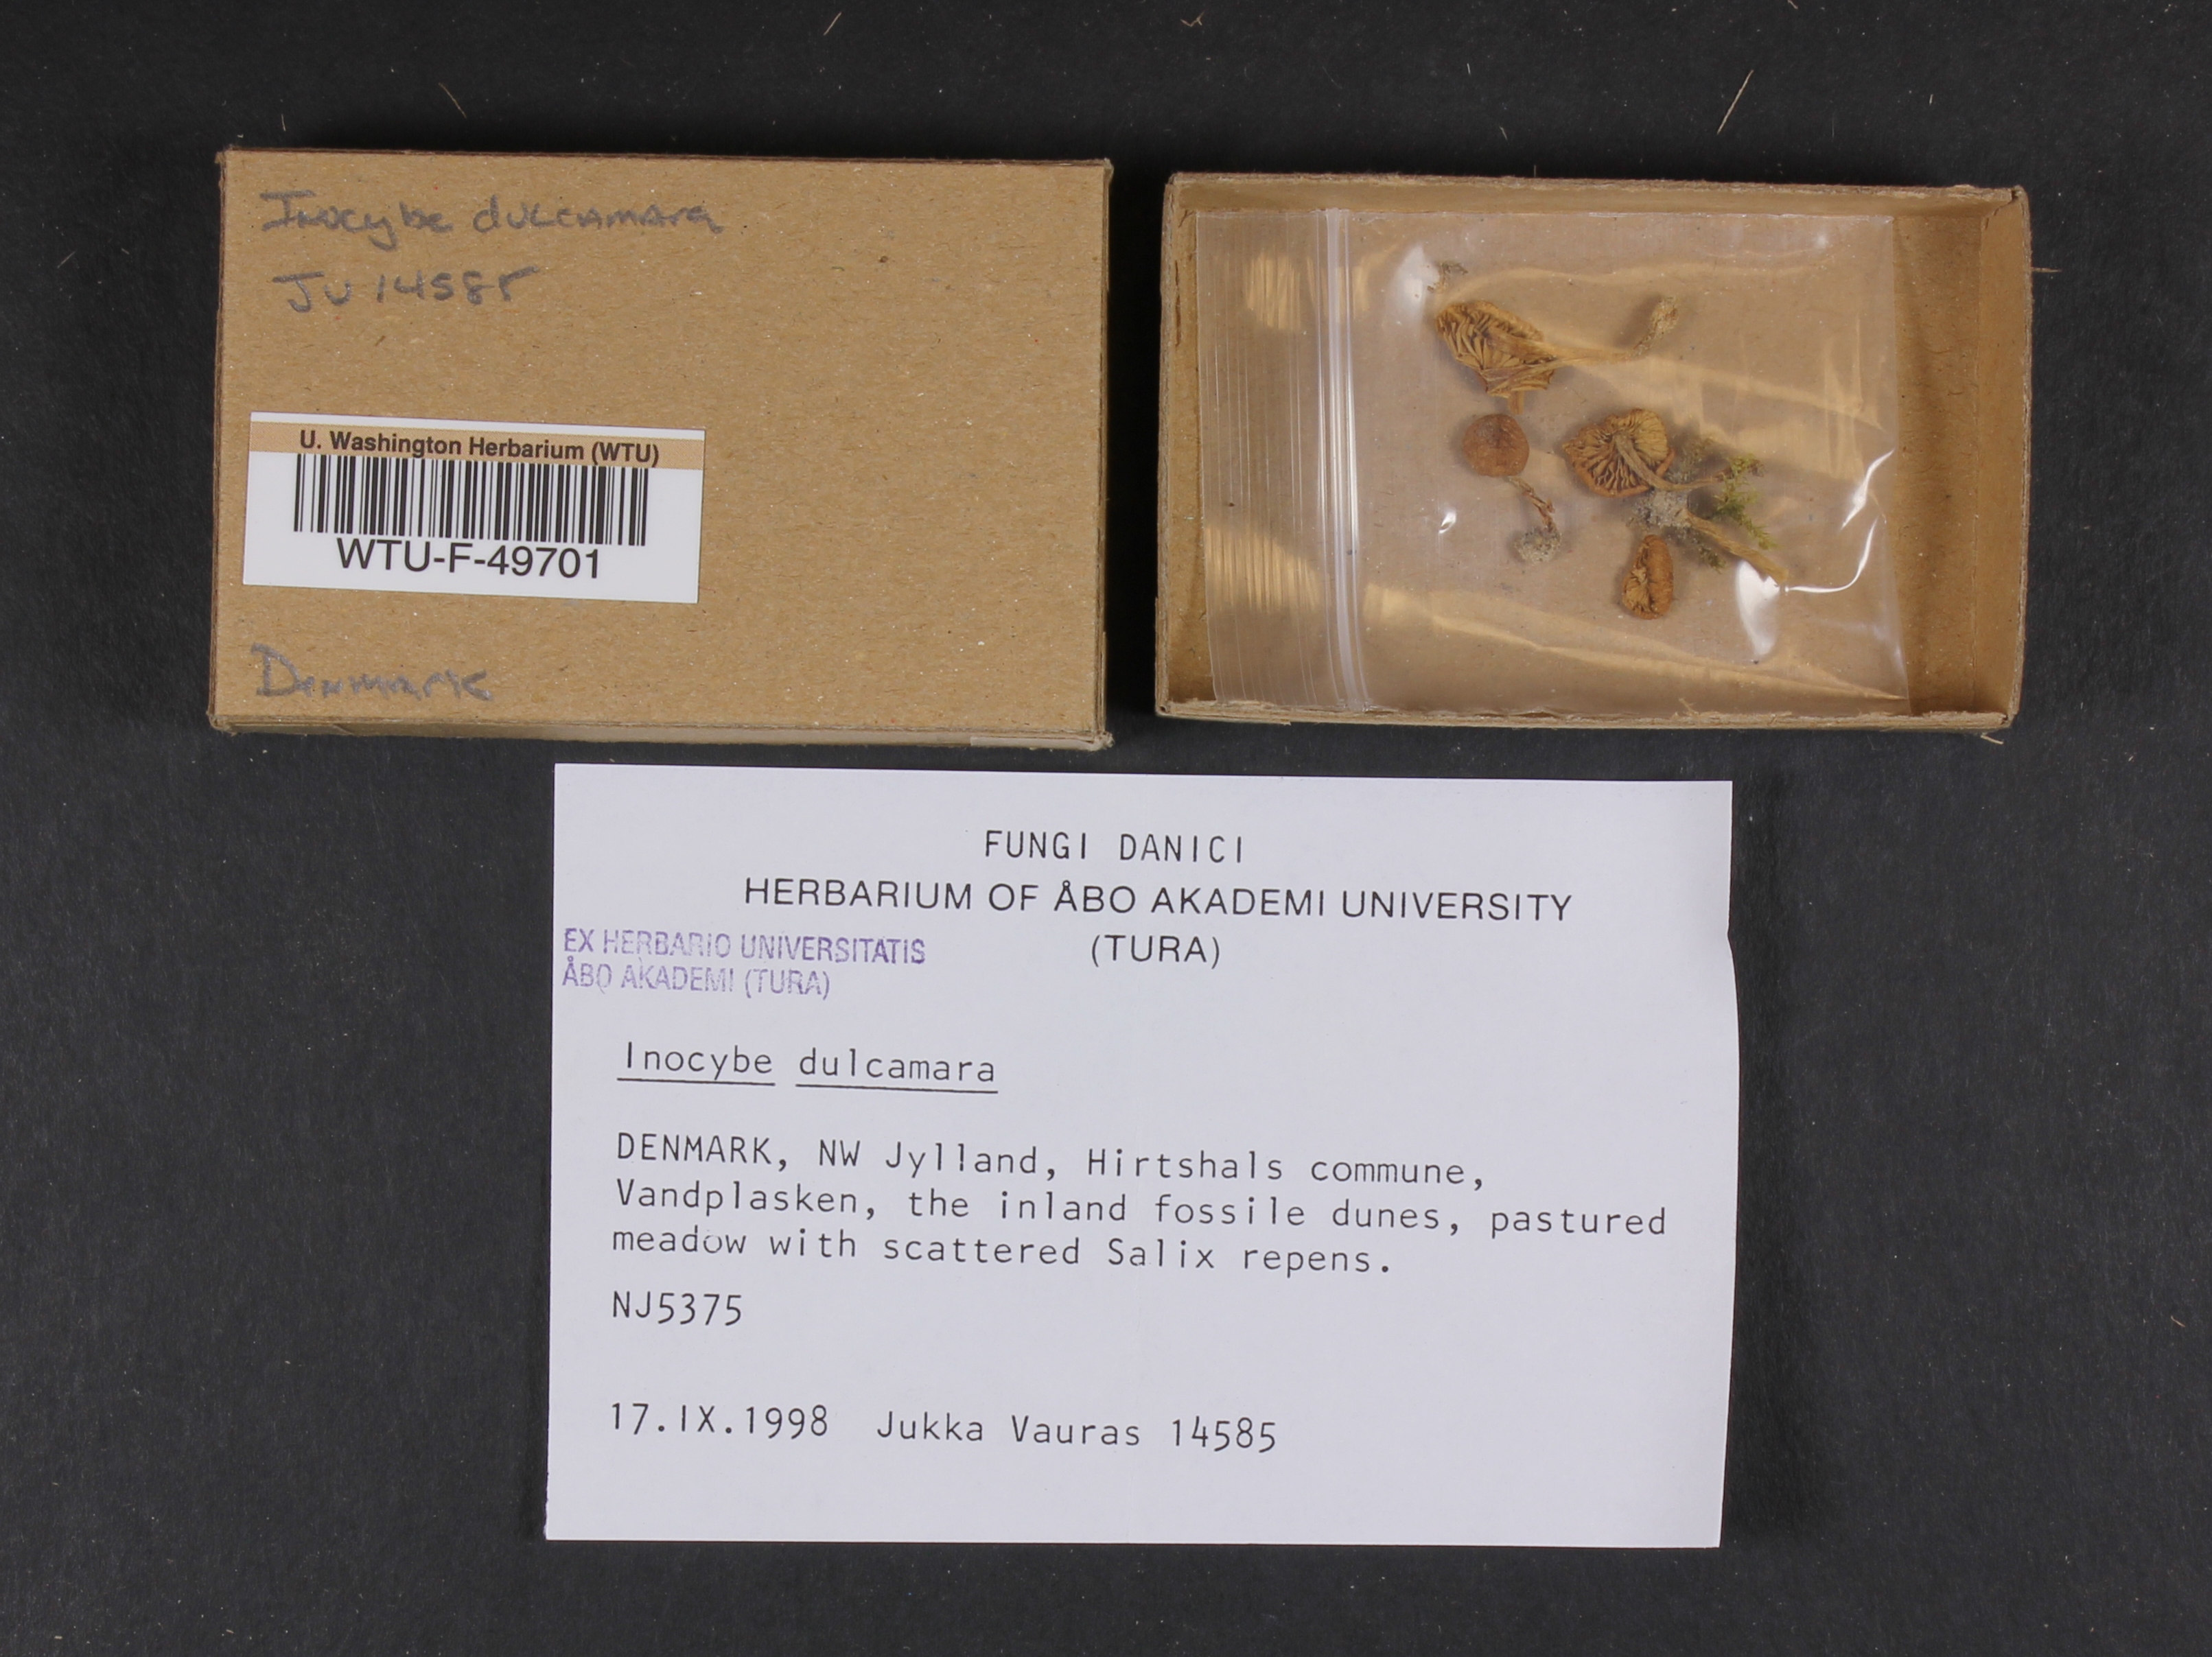 Inocybe dulcamara
JV 14585
U. Washington Herbarium (WTU)
WTU-F-49701
Denmark
FUNGI DANICI
HERBARIUM OF ÅBO AKADEMI UNIVERSITY
(TURA)
EX HERBARIO UNIVERSITATIS
ÅBO AKADEMI (TURA)
Inocybe dulcamara
DENMARK, NW Jylland, Hirtshals commune,
Vandplasken, the inland fossile dunes, pastured
meadow with scattered Salix repens.
NJ5375
17.IX.1998 Jukka Vauras 14585